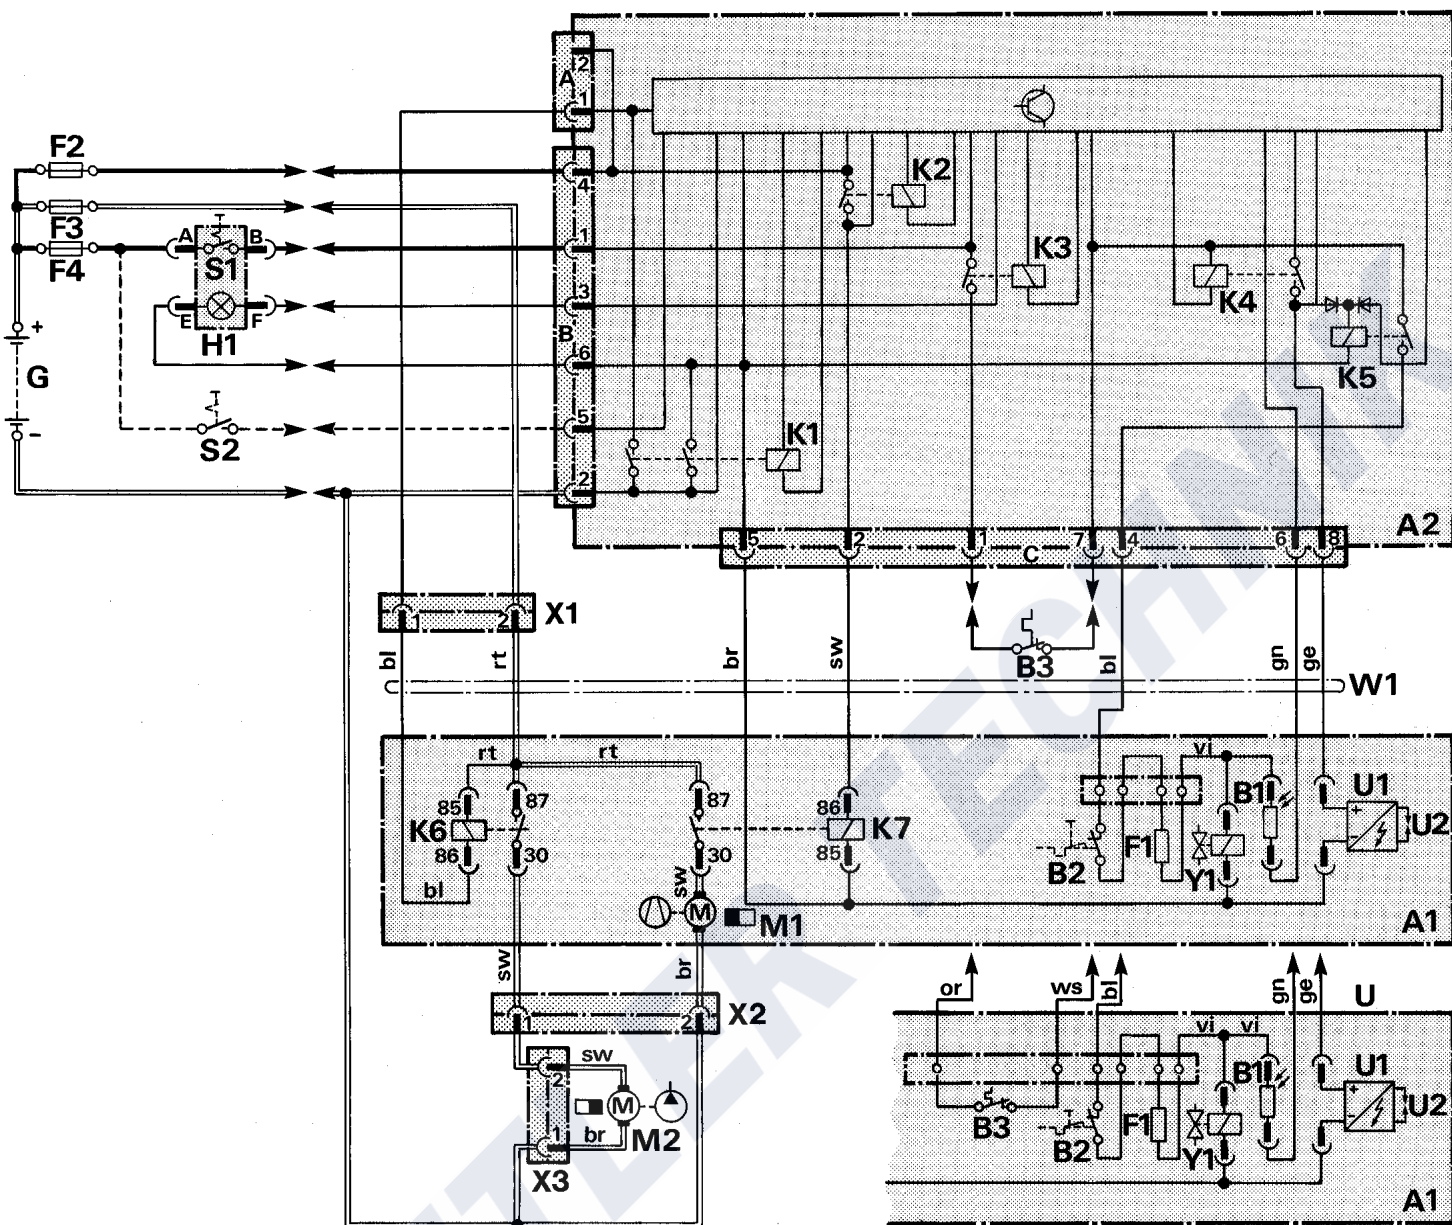 2
A
1
F2
4
K2
F3
A
B
1
K3
F4
S1
3
K4
E
F
B
H1
+
6
G
K5
5
K1
-
S2
2
A2
5
2
1
C
7
4
6
8
X1
1
2
bl
rt
br
sw
B3
bl
gn
ge
W1
rt
rt
vi
U1
85
87
87
86
B1
+
K6
K7
-
U2
86
30
30
85
B2
F1
Y1
bl
sw
M
M1
A1
sw
br
or
ws
bl
gn
ge
U
1
2
X2
vi
vi
sw
2
B1
U1
M
+
br
M2
B3
-
U2
1
B2
F1
Y1
X3
A1
TECHNIK